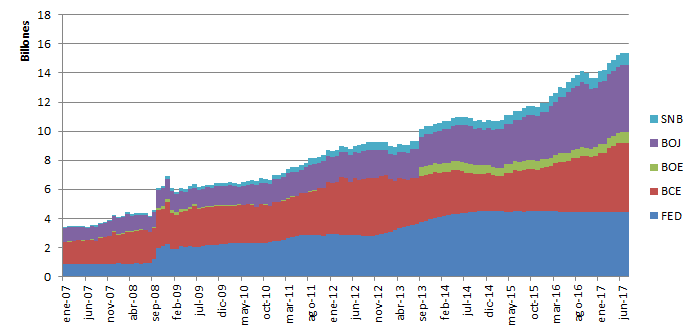 Billones
18
16
14
12
10
8
6
4
2
0
SNB
BOJ
BOE
BCE
FED
ene-07
jun-07
nov-07
abr-08
sep-08
feb-09
jul-09
dic-09
may-10
oct-10
mar-11
ago-11
ene-12
jun-12
nov-12
abr-13
sep-13
feb-14
jul-14
dic-14
may-15
oct-15
mar-16
ago-16
ene-17
jun-17